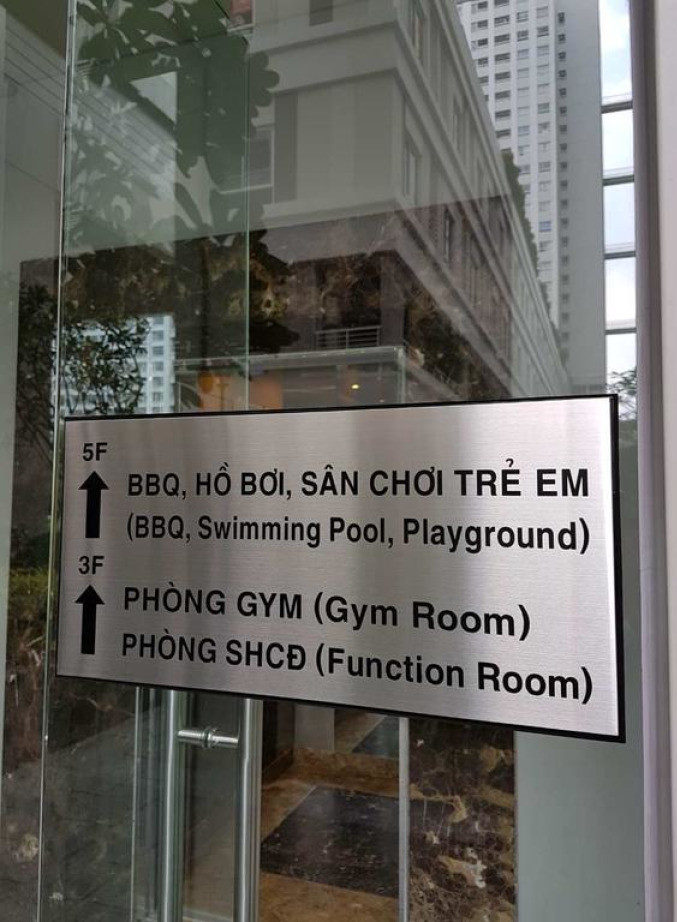 5F
BBQ, HỒ BƠI, SÂN CHƠI TRẺ EM
(BBQ, Swimming Pool, Playground)
3F
PHÒNG GYM (Gym Room)
PHÒNG SHCĐ (Function Room)